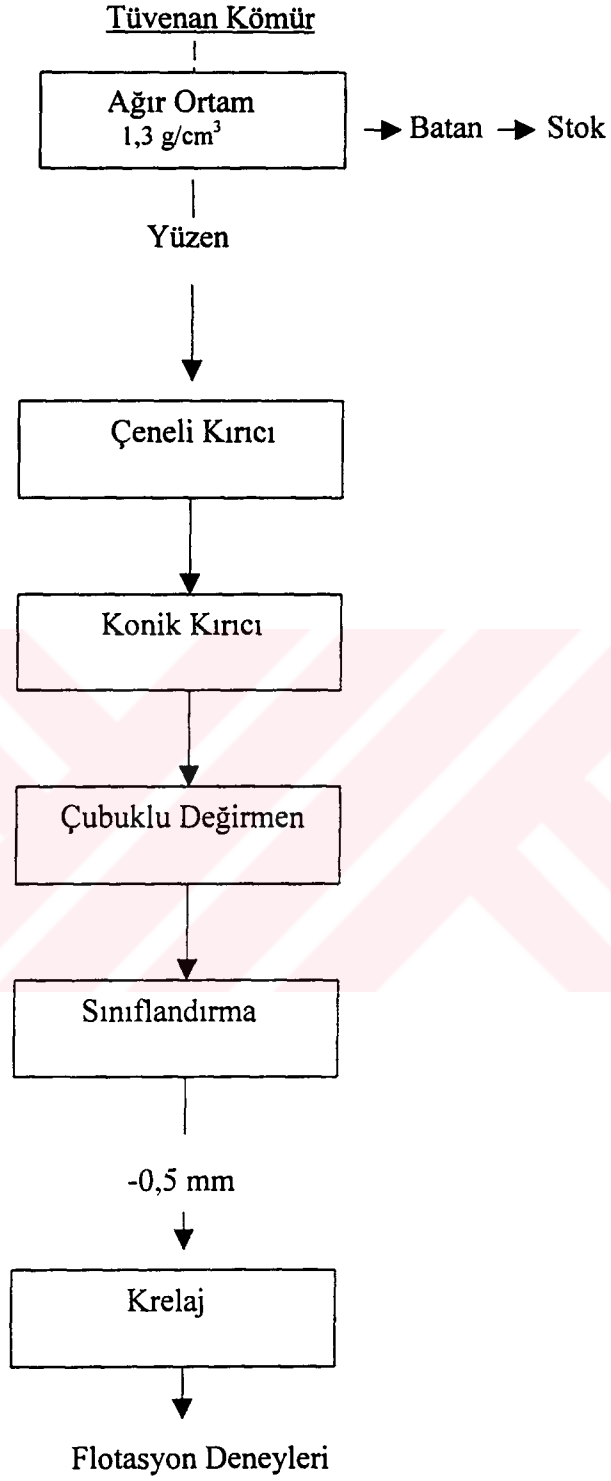 Tüvenan Kömür
Ağır Ortam
1,3 g/cm³
Batan
Stok
Yüzen
Çeneli Kırıcı
Konik Kırıcı
Çubuklu Değirmen
Sınıflandırma
-0,5 mm
Krelaj
Flotasyon Deneyleri